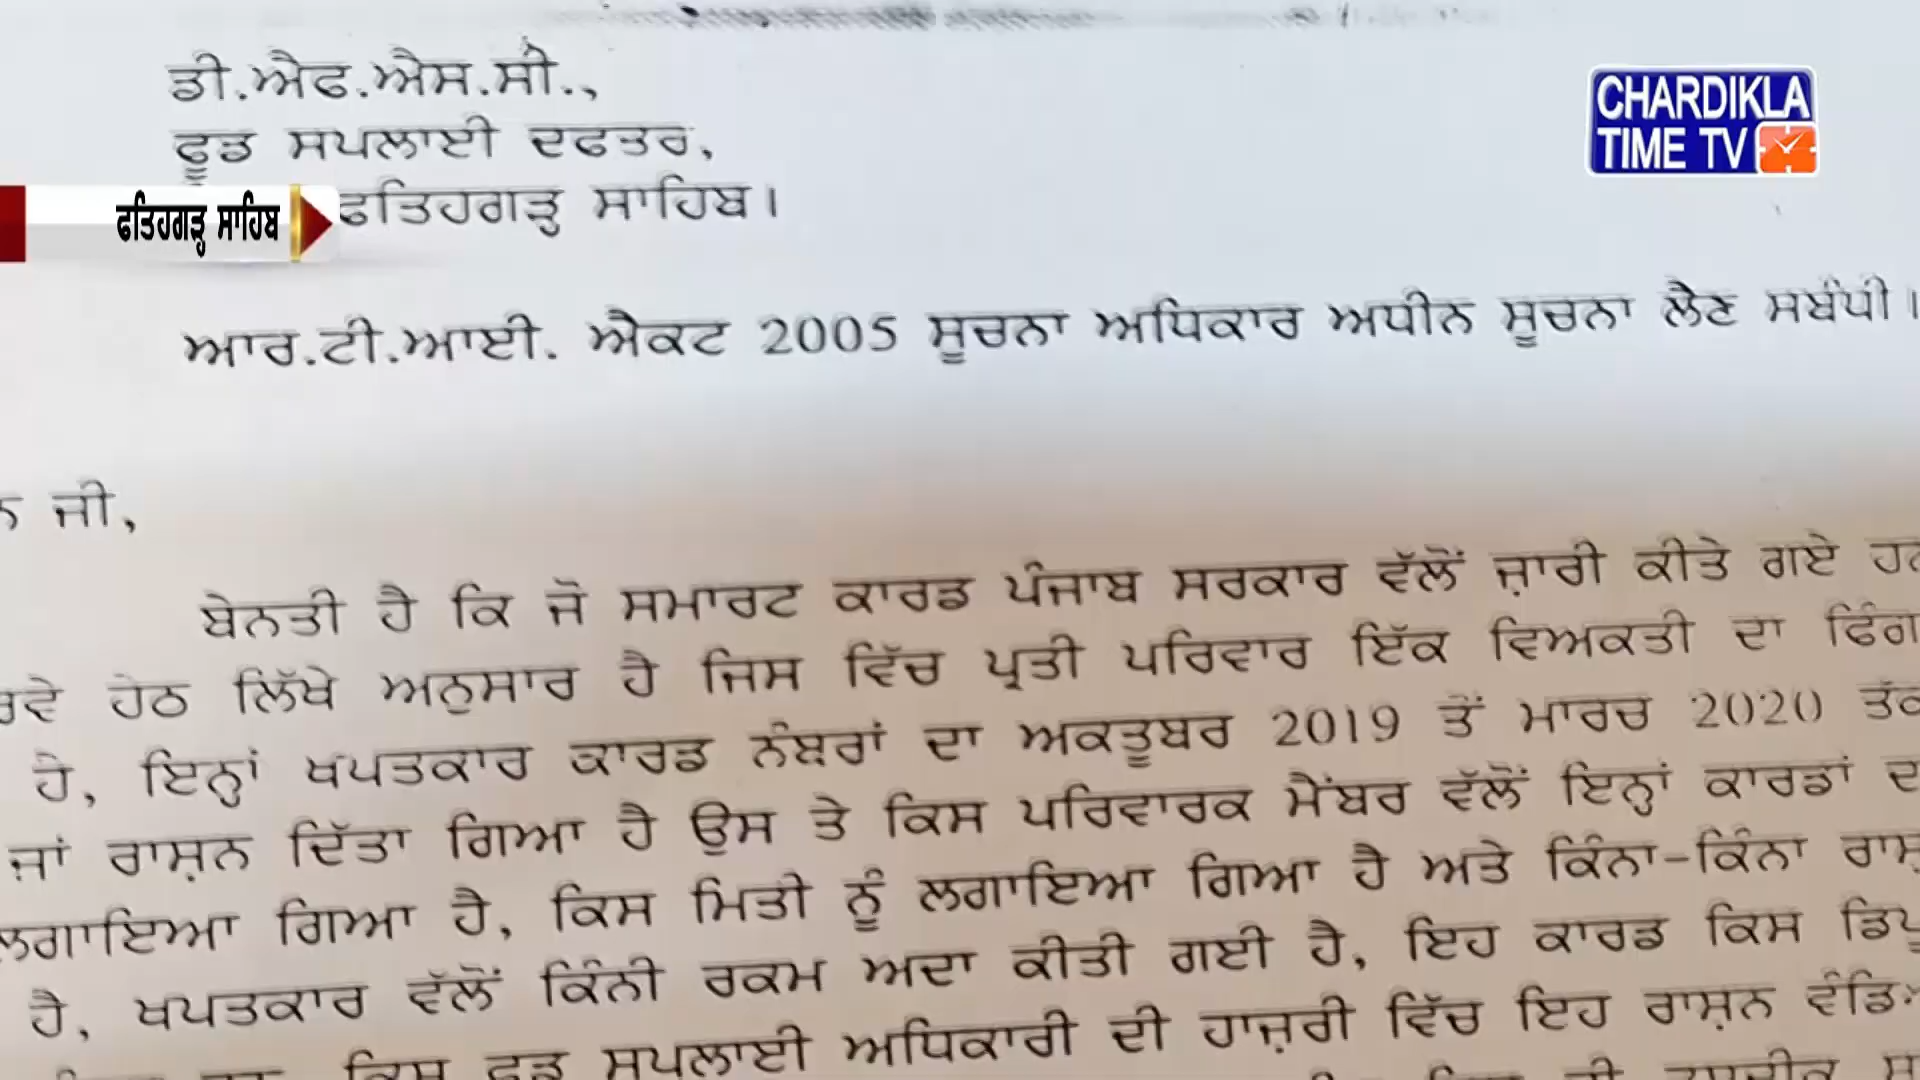 ਡੀ.ਐਫ.ਐਸ.ਸੀ.,
ਫੂਡ ਸਪਲਾਈ ਦਫਤਰ,
ਫਤਿਹਗੜ੍ਹ ਸਾਹਿਬ।
CHARDIKLA
TIME TV
ਫਤਿਹਗੜ੍ਹ ਸਾਹਿਬ
ਆਰ.ਟੀ.ਆਈ. ਐਕਟ 2005 ਸੂਚਨਾ ਅਧਿਕਾਰ ਅਧੀਨ ਸੂਚਨਾ ਲੈਣ ਸਬੰਧੀ।
ਜੀ,
ਬੇਨਤੀ ਹੈ ਕਿ ਜੋ ਸਮਾਰਟ ਕਾਰਡ ਪੰਜਾਬ ਸਰਕਾਰ ਵੱਲੋਂ ਜ਼ਾਰੀ ਕੀਤੇ ਗਏ
ਹੇਠ ਲਿੱਖੇ ਅਨੁਸਾਰ ਹੈ ਜਿਸ ਵਿੱਚ ਪ੍ਰਤੀ ਪਰਿਵਾਰ ਇੱਕ ਵਿਅਕਤੀ ਦਾ
ਹੇ, ਇਨ੍ਹਾਂ ਖਪਤਕਾਰ ਕਾਰਡ ਨੰਬਰਾਂ ਦਾ ਅਕਤੂਬਰ 2019 ਤੋਂ ਮਾਰਚ 2020 ਤੱਕ
ਜ਼ਾਂ ਰਾਸ਼ਨ ਦਿੱਤਾ ਗਿਆ ਹੈ ਉਸ ਤੇ ਕਿਸ ਪਰਿਵਾਰਕ ਮੈਂਬਰ ਵੱਲੋਂ ਇਨ੍ਹਾਂ ਕਾਰਡਾਂ
ਲਗਾਇਆ ਗਿਆ ਹੈ, ਕਿਸ ਮਿਤੀ ਨੂੰ ਲਗਾਇਆ ਗਿਆ ਹੈ ਅਤੇ ਕਿੰਨਾ-ਕਿੰਨਾ
ਹੈ, ਖਪਤਕਾਰ ਵੱਲੋਂ ਕਿੰਨੀ ਰਕਮ ਅਦਾ ਕੀਤੀ ਗਈ ਹੈ, ਇਹ ਕਾਰਡ ਕਿਸ
ਕਿਸ ਫੂਡ ਸਪਲਾਈ ਅਧਿਕਾਰੀ ਦੀ ਹਾਜ਼ਰੀ ਵਿੱਚ ਇਹ ਰਾਸ਼ਨ